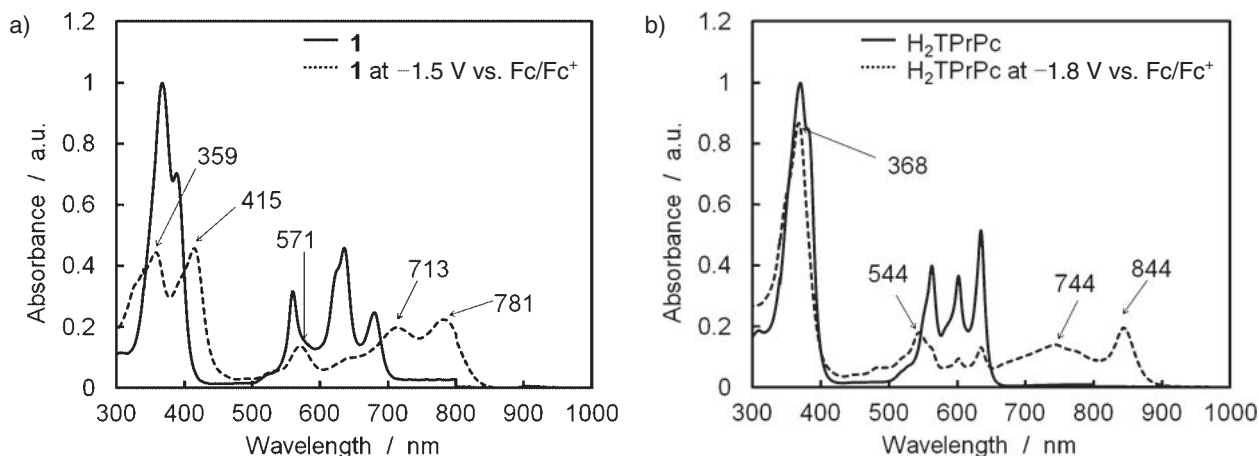 a)
1.2
1
0.8
0.6
0.4
0.2
0
300 400 500 600 700 800 900 1000
Absorbance / a.u.
Wavelength / nm
1
1 at −1.5 V vs. Fc/Fc⁺
359
415
571
713
781
b)
1.2
1
0.8
0.6
0.4
0.2
0
300 400 500 600 700 800 900 1000
Absorbance / a.u.
Wavelength / nm
H₂TPrPc
H₂TPrPc at −1.8 V vs. Fc/Fc⁺
368
544
744
844